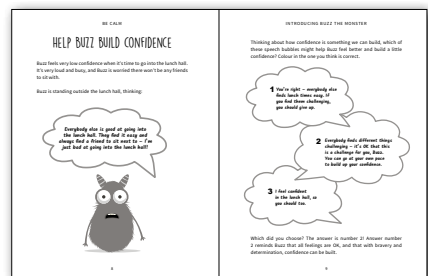 BE CALM
HELP BUZZ BUILD CONFIDENCE
Buzz feels very low confidence when it's time to go into the lunch hall.
It's very loud and busy, and Buzz is worried there won't be any friends
to sit with.
Buzz is standing outside the lunch hall, thinking:
Everybody else is good at going into
the lunch hall. They find it easy and
always find a friend to sit next to – I'm
just bad at going into the lunch hall!
8
INTRODUCING BUZZ THE MONSTER
Thinking about how confidence is something we can build, which of
these speech bubbles might help Buzz feel better and build a little
confidence? Colour in the one you think is correct.
1 You're right – everybody else
finds lunch times easy. If
you find them challenging,
you should give up.
2 Everybody finds different things
challenging – it's OK that this
is a challenge for you, Buzz.
You can go at your own pace
to build up your confidence.
3 I feel confident
in the lunch hall, so
you should too.
Which did you choose? The answer is number 2! Answer number
2 reminds Buzz that all feelings are OK, and that with bravery and
determination, confidence can be built.
9